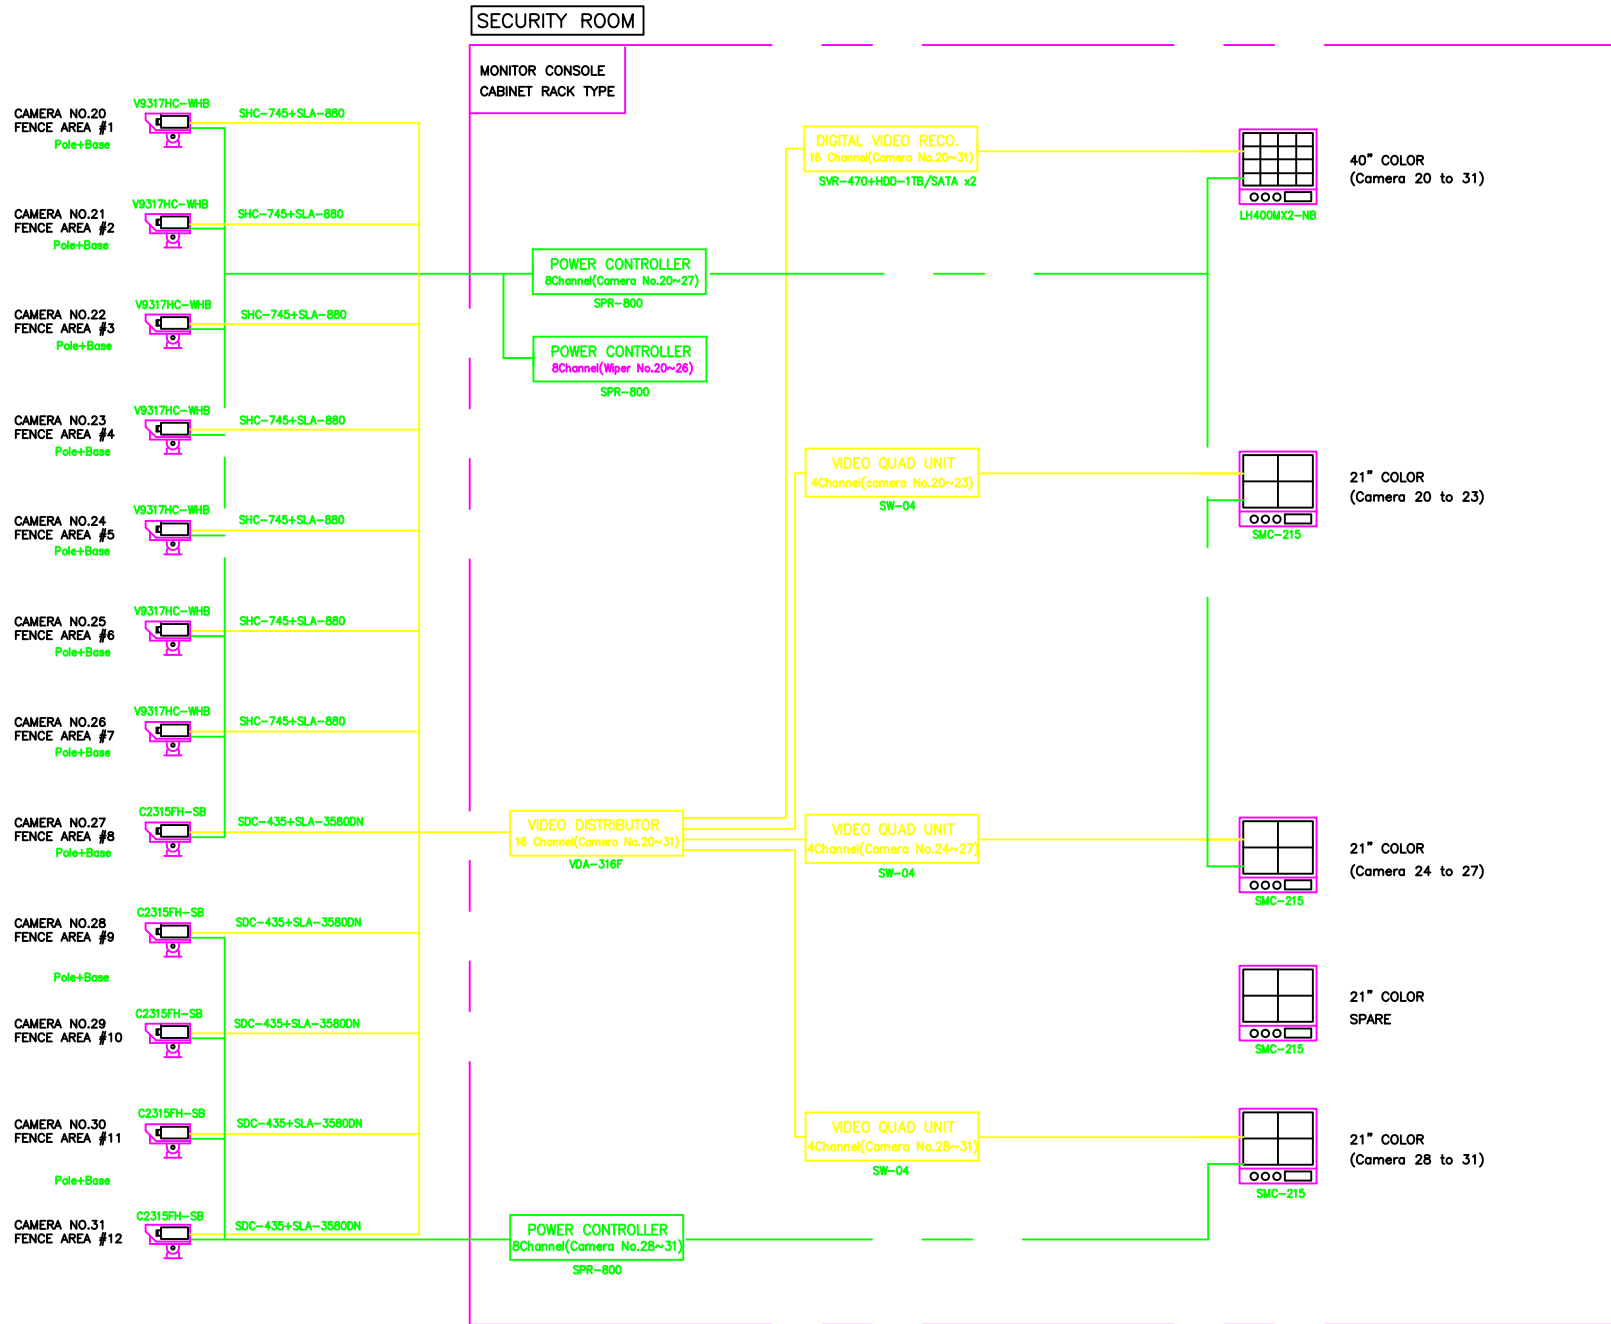 SECURITY ROOM
MONITOR CONSOLE
CABINET RACK TYPE
CAMERA NO.20
FENCE AREA #1
Pole+Base
V9317HC-WHB
SHC-745+SLA-880
CAMERA NO.21
FENCE AREA #2
Pole+Base
V9317HC-WHB
SHC-745+SLA-880
CAMERA NO.22
FENCE AREA #3
Pole+Base
V9317HC-WHB
SHC-745+SLA-880
CAMERA NO.23
FENCE AREA #4
Pole+Base
V9317HC-WHB
SHC-745+SLA-880
CAMERA NO.24
FENCE AREA #5
Pole+Base
V9317HC-WHB
SHC-745+SLA-880
CAMERA NO.25
FENCE AREA #6
Pole+Base
V9317HC-WHB
SHC-745+SLA-880
CAMERA NO.26
FENCE AREA #7
Pole+Base
V9317HC-WHB
SHC-745+SLA-880
CAMERA NO.27
FENCE AREA #8
Pole+Base
C2315FH-SB
SDC-435+SLA-3580DN
CAMERA NO.28
FENCE AREA #9
Pole+Base
C2315FH-SB
SDC-435+SLA-3580DN
CAMERA NO.29
FENCE AREA #10
C2315FH-SB
SDC-435+SLA-3580DN
CAMERA NO.30
FENCE AREA #11
Pole+Base
C2315FH-SB
SDC-435+SLA-3580DN
CAMERA NO.31
FENCE AREA #12
C2315FH-SB
SDC-435+SLA-3580DN
POWER CONTROLLER
8Channel(Camera No.20~27)
SPR-800
POWER CONTROLLER
8Channel(Wiper No.20~26)
SPR-800
VIDEO DISTRIBUTOR
16 Channel(Camera No.20~31)
VDA-316F
POWER CONTROLLER
8Channel(Camera No.28~31)
SPR-800
DIGITAL VIDEO RECO.
16 Channel(Camera No.20~31)
SVR-470+HDD-1TB/SATA x2
VIDEO QUAD UNIT
4Channel(camera No.20~23)
SW-04
VIDEO QUAD UNIT
4Channel(Camera No.24~27)
SW-04
VIDEO QUAD UNIT
4Channel(Camera No.28~31)
SW-04
LH400MX2-NB
40" COLOR
(Camera 20 to 31)
SMC-215
21" COLOR
(Camera 20 to 23)
SMC-215
21" COLOR
(Camera 24 to 27)
SMC-215
21" COLOR
SPARE
SMC-215
21" COLOR
(Camera 28 to 31)